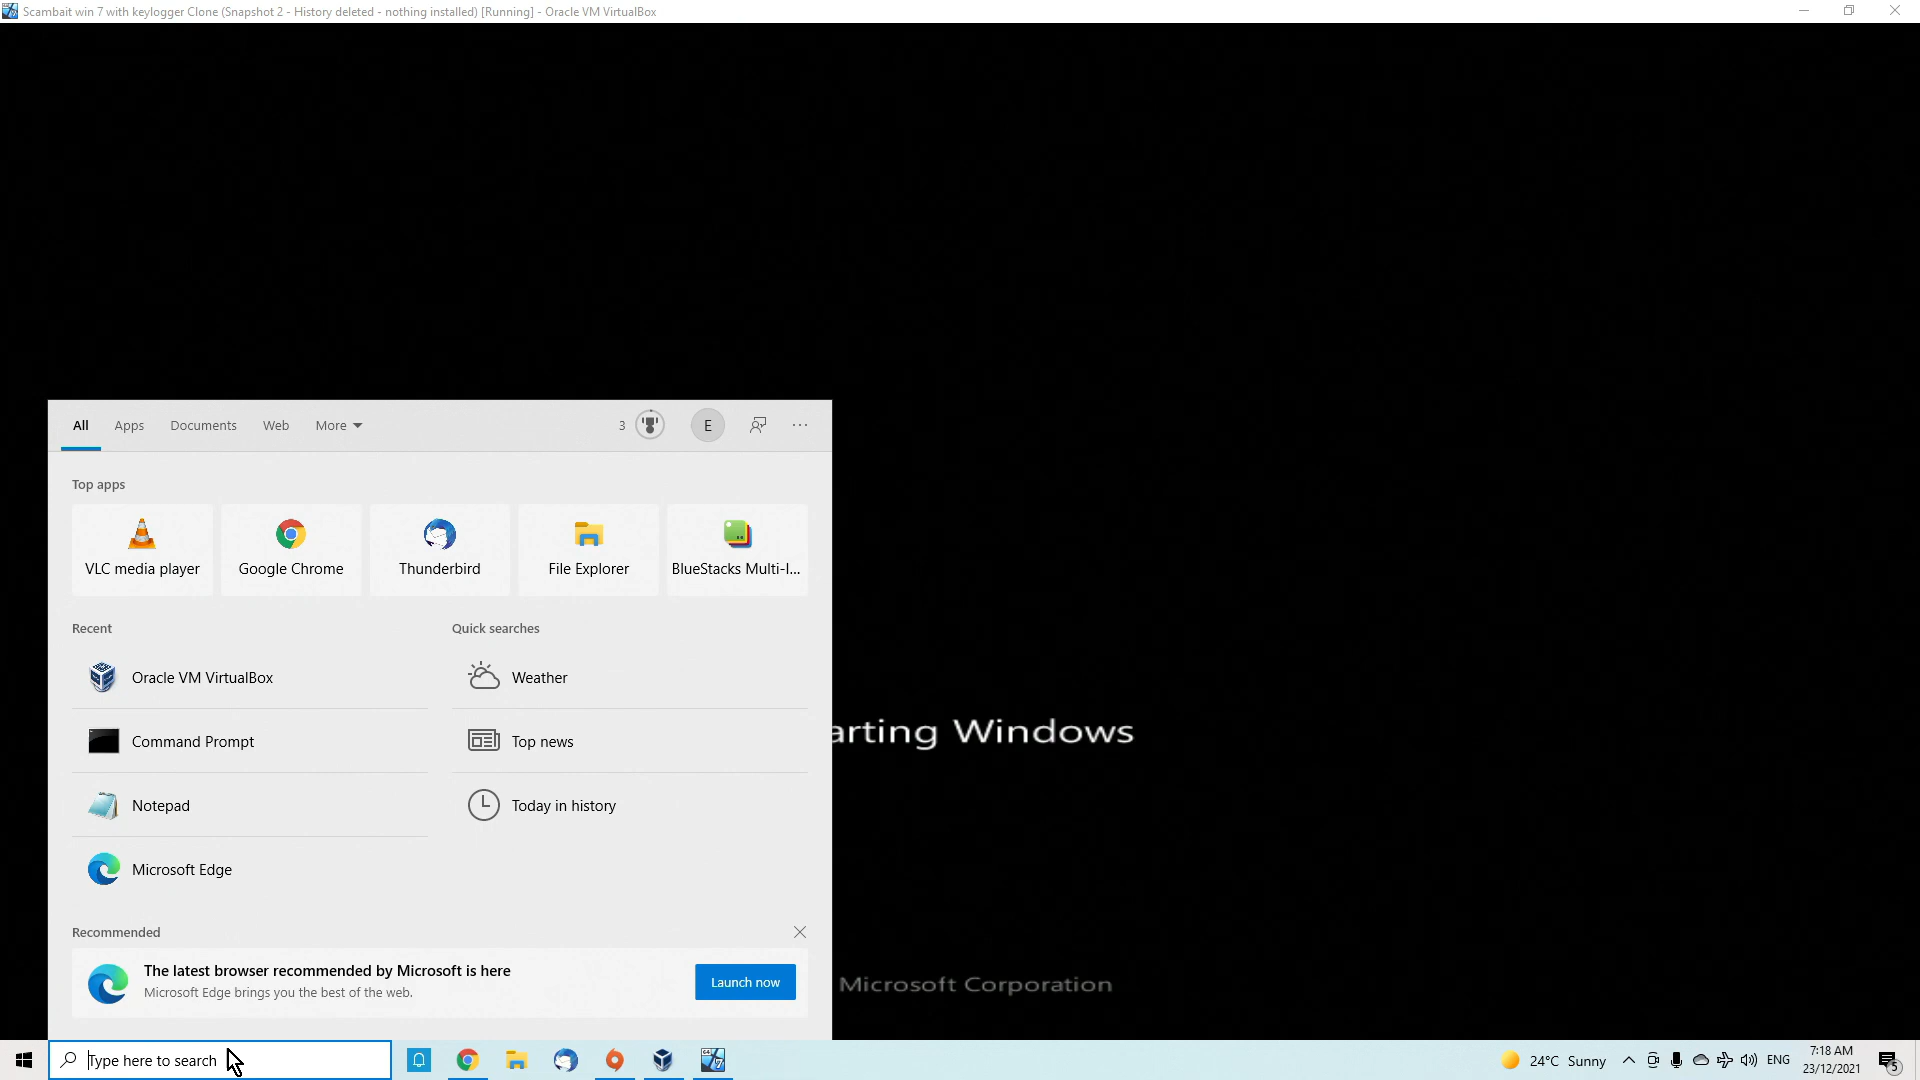 Scambait win 7 with keylogger Clone (Snapshot 2 - History deleted - nothing installed) [Running] - Oracle VM VirtualBox
All Apps Documents Web More 3 E ...
Top apps
VLC media player Google Chrome Thunderbird File Explorer BlueStacks Multi-I...
Recent Quick searches
Oracle VM VirtualBox Weather
Command Prompt Top news
arting Windows
Notepad Today in history
Microsoft Edge
Recommended
The latest browser recommended by Microsoft is here
Microsoft Edge brings you the best of the web.
Launch now
Microsoft Corporation
Type here to search
24°C Sunny ENG
7:18 AM
23/12/2021
5